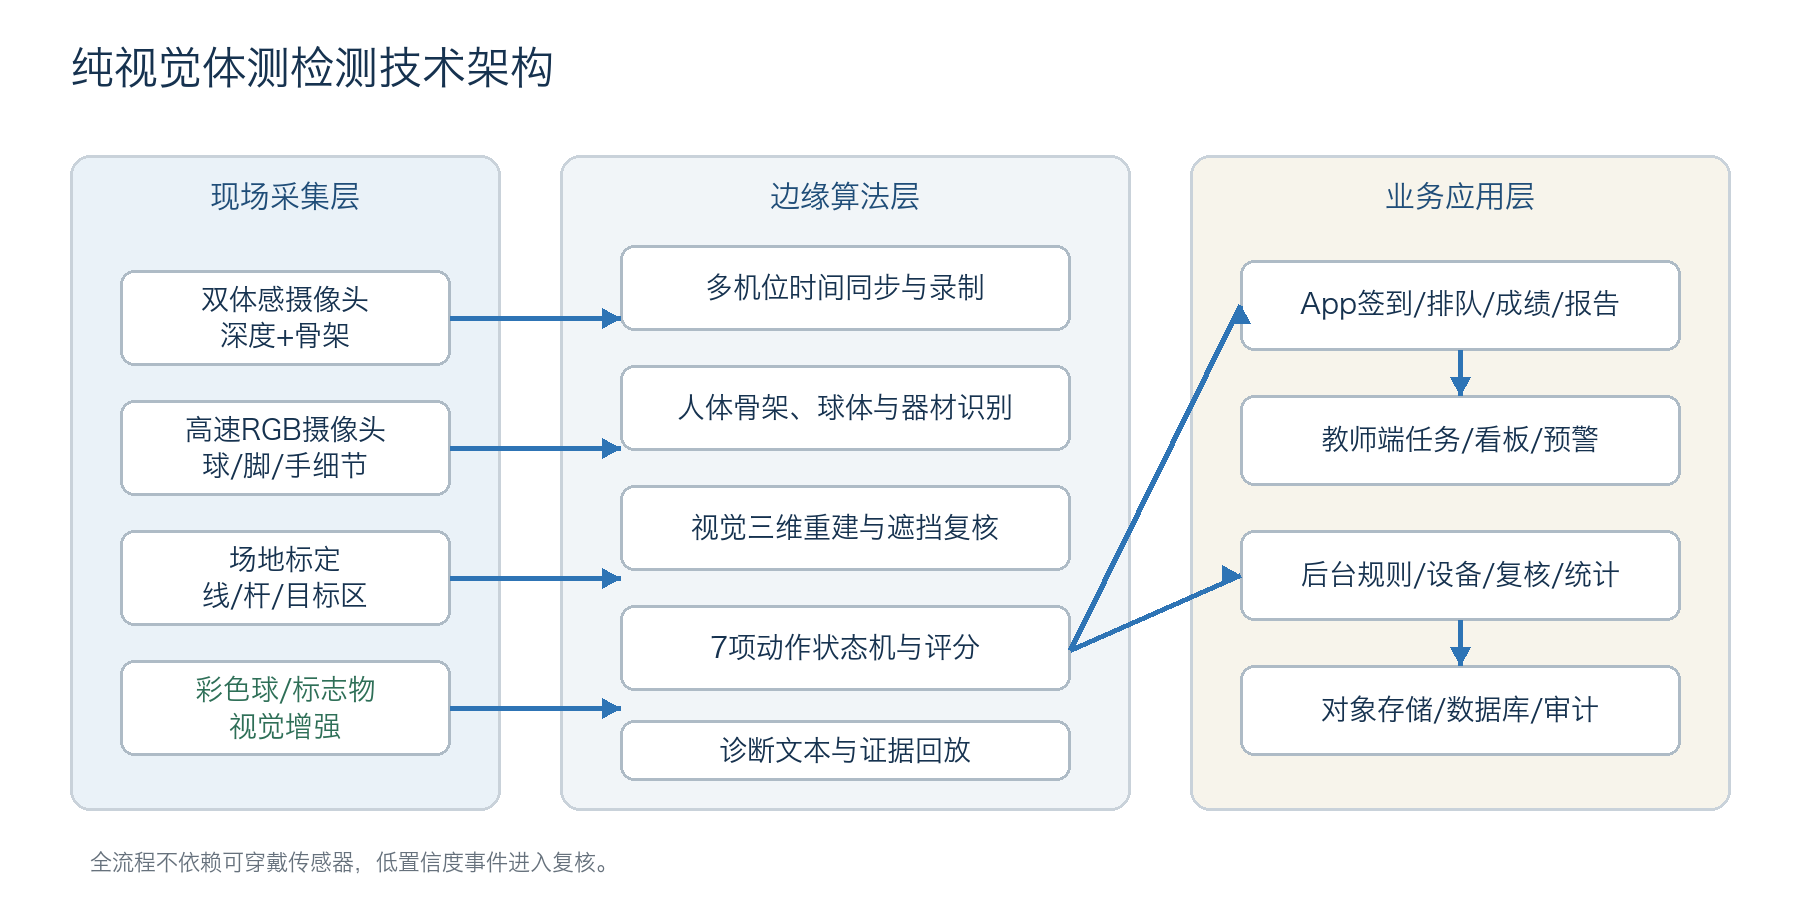 纯视觉体测检测技术架构
现场采集层
双体感摄像头
深度+骨架
高速RGB摄像头
球/脚/手细节
场地标定
线/杆/目标区
彩色球/标志物
视觉增强
边缘算法层
多机位时间同步与录制
人体骨架、球体与器材识别
视觉三维重建与遮挡复核
7项动作状态机与评分
诊断文本与证据回放
业务应用层
App签到/排队/成绩/报告
教师端任务/看板/预警
后台规则/设备/复核/统计
对象存储/数据库/审计
全流程不依赖可穿戴传感器，低置信度事件进入复核。